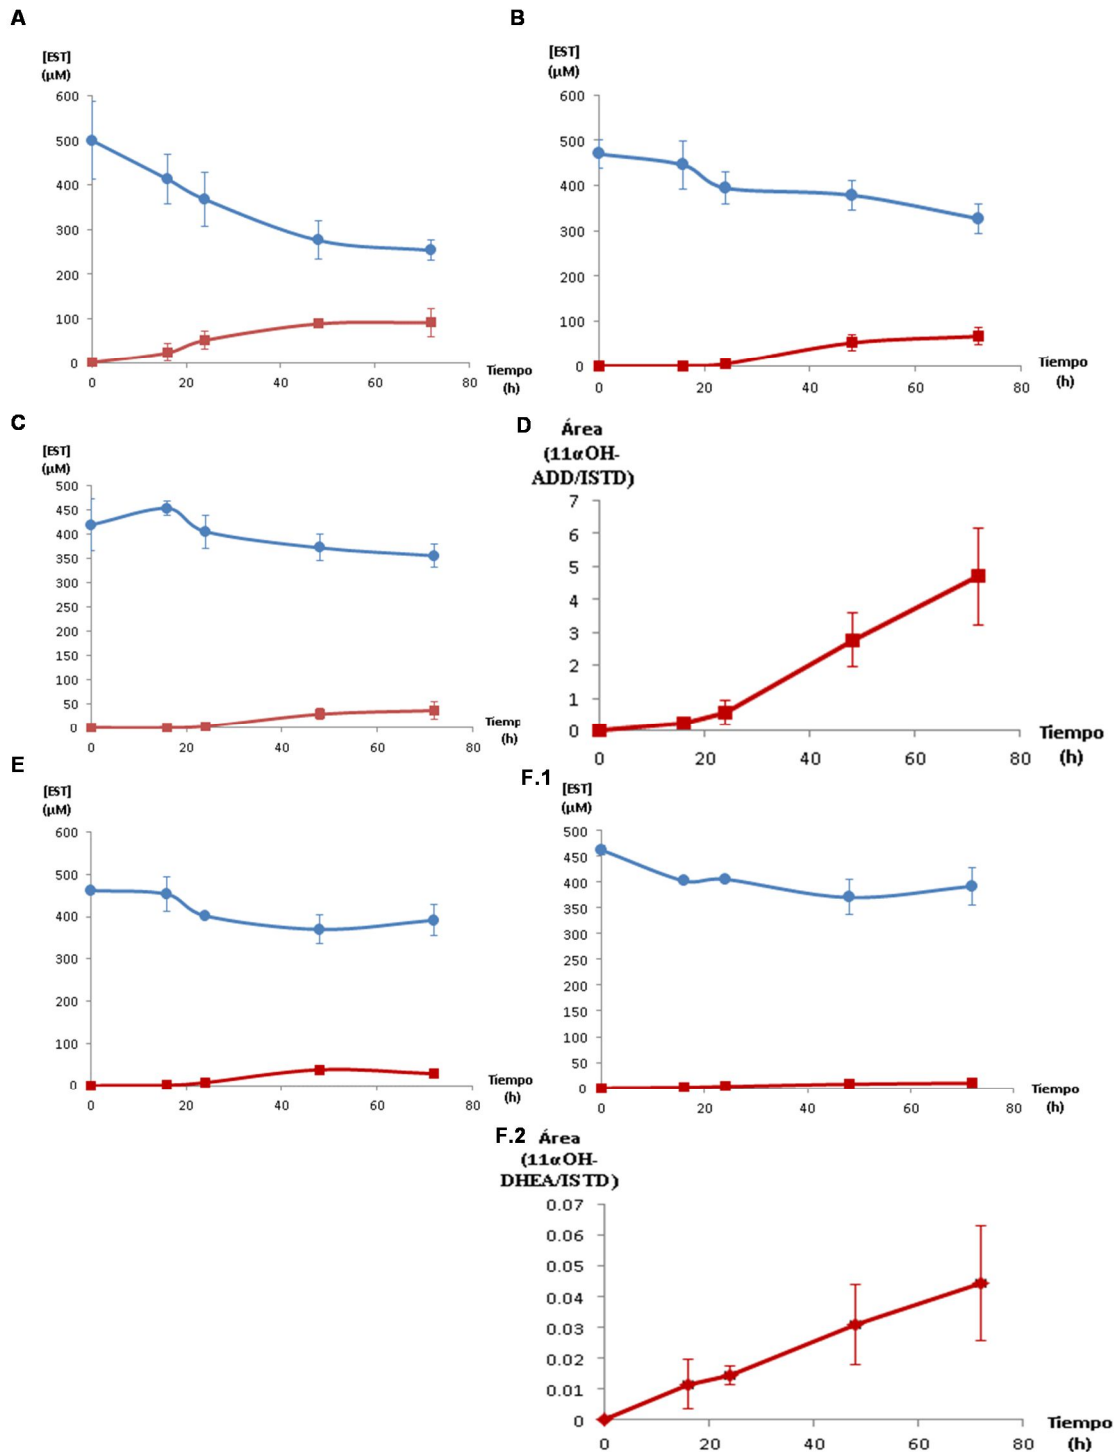 A
[EST]
(µM)
600
500
400
300
200
100
0
0 20 40 60 80
Tiempo
(h)
B
[EST]
(µM)
600
500
400
300
200
100
0
0 20 40 60 80
Tiempo
(h)
C
[EST]
(µM)
500
450
400
350
300
250
200
150
100
50
0
0 20 40 60 80
Tiemp
(h)
D
Área
(11αOH-
ADD/ISTD)
7
6
5
4
3
2
1
0
0 20 40 60 80
Tiempo
(h)
E
[EST]
(µM)
600
500
400
300
200
100
0
0 20 40 60 80
Tiempo
(h)
F.1
[EST]
(µM)
500
450
400
350
300
250
200
150
100
50
0
0 20 40 60 80
Tiempo
(h)
F.2
Área
(11αOH-
DHEA/ISTD)
0.07
0.06
0.05
0.04
0.03
0.02
0.01
0
0 20 40 60 80
Tiempo
(h)